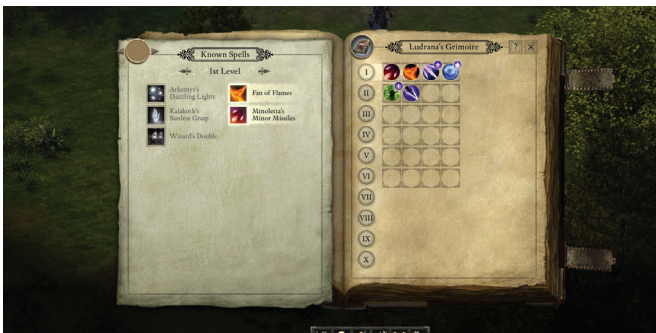 Known Spells
1st Level
Arkemyr's
Dazzling Lights
Fan of Flames
Kalakoth's
Sunless Grasp
Minoletta's
Minor Missiles
Wizard's Double
Ludrana's Grimoire
?
I
II
III
IV
V
VI
VII
VIII
IX
X